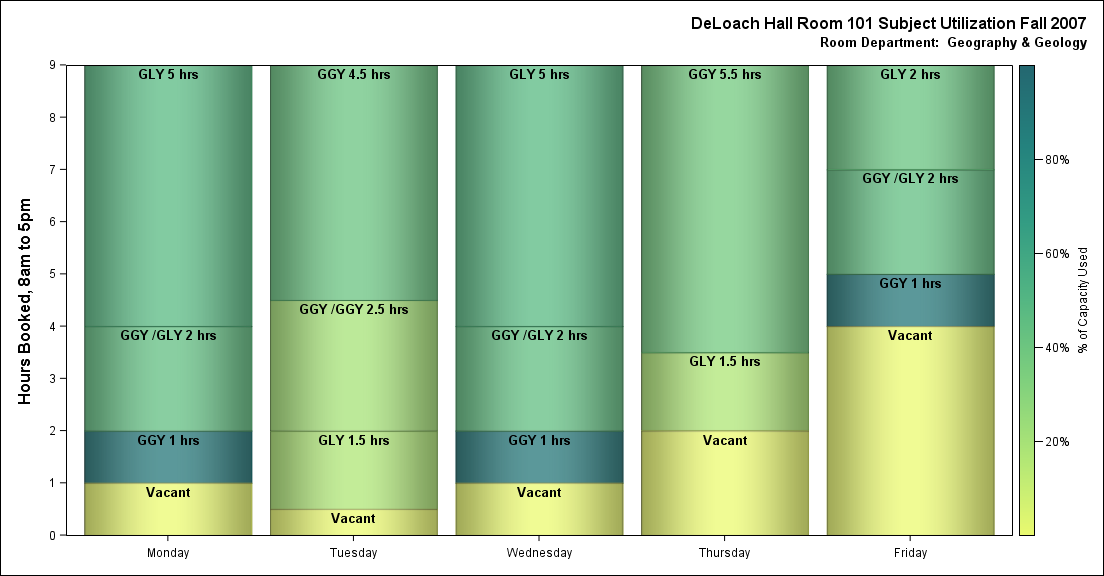 DeLoach Hall Room 101 Subject Utilization Fall 2007
Room Department:  Geography & Geology
Hours Booked, 8am to 5pm
9
8
7
6
5
4
3
2
1
0
GLY 5 hrs
GGY /GLY 2 hrs
GGY 1 hrs
Vacant
GGY 4.5 hrs
GGY /GGY 2.5 hrs
GLY 1.5 hrs
Vacant
GLY 5 hrs
GGY /GLY 2 hrs
GGY 1 hrs
Vacant
GGY 5.5 hrs
GLY 1.5 hrs
Vacant
GLY 2 hrs
GGY /GLY 2 hrs
GGY 1 hrs
Vacant
Monday
Tuesday
Wednesday
Thursday
Friday
80%
60%
40%
20%
% of Capacity Used